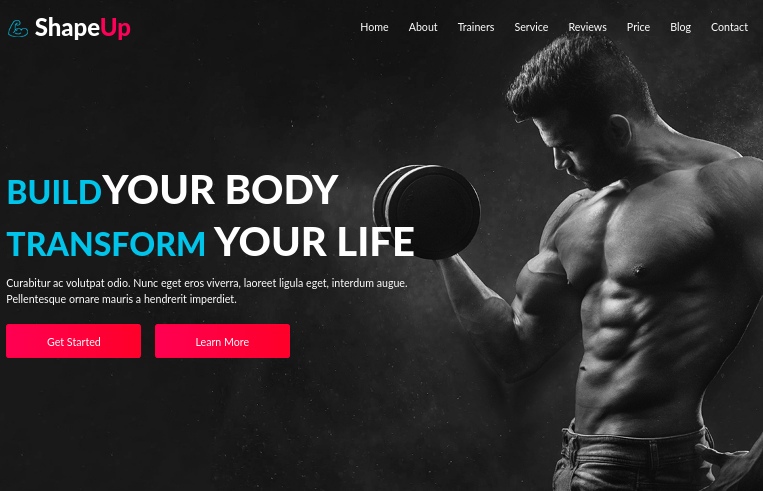 ShapeUp
Home About Trainers Service Reviews Price Blog Contact
BUILDYOUR BODY
TRANSFORM YOUR LIFE
Curabitur ac volutpat odio. Nunc eget eros viverra, laoreet ligula eget, interdum augue.
Pellentesque ornare mauris a hendrerit imperdiet.
Get Started
Learn More